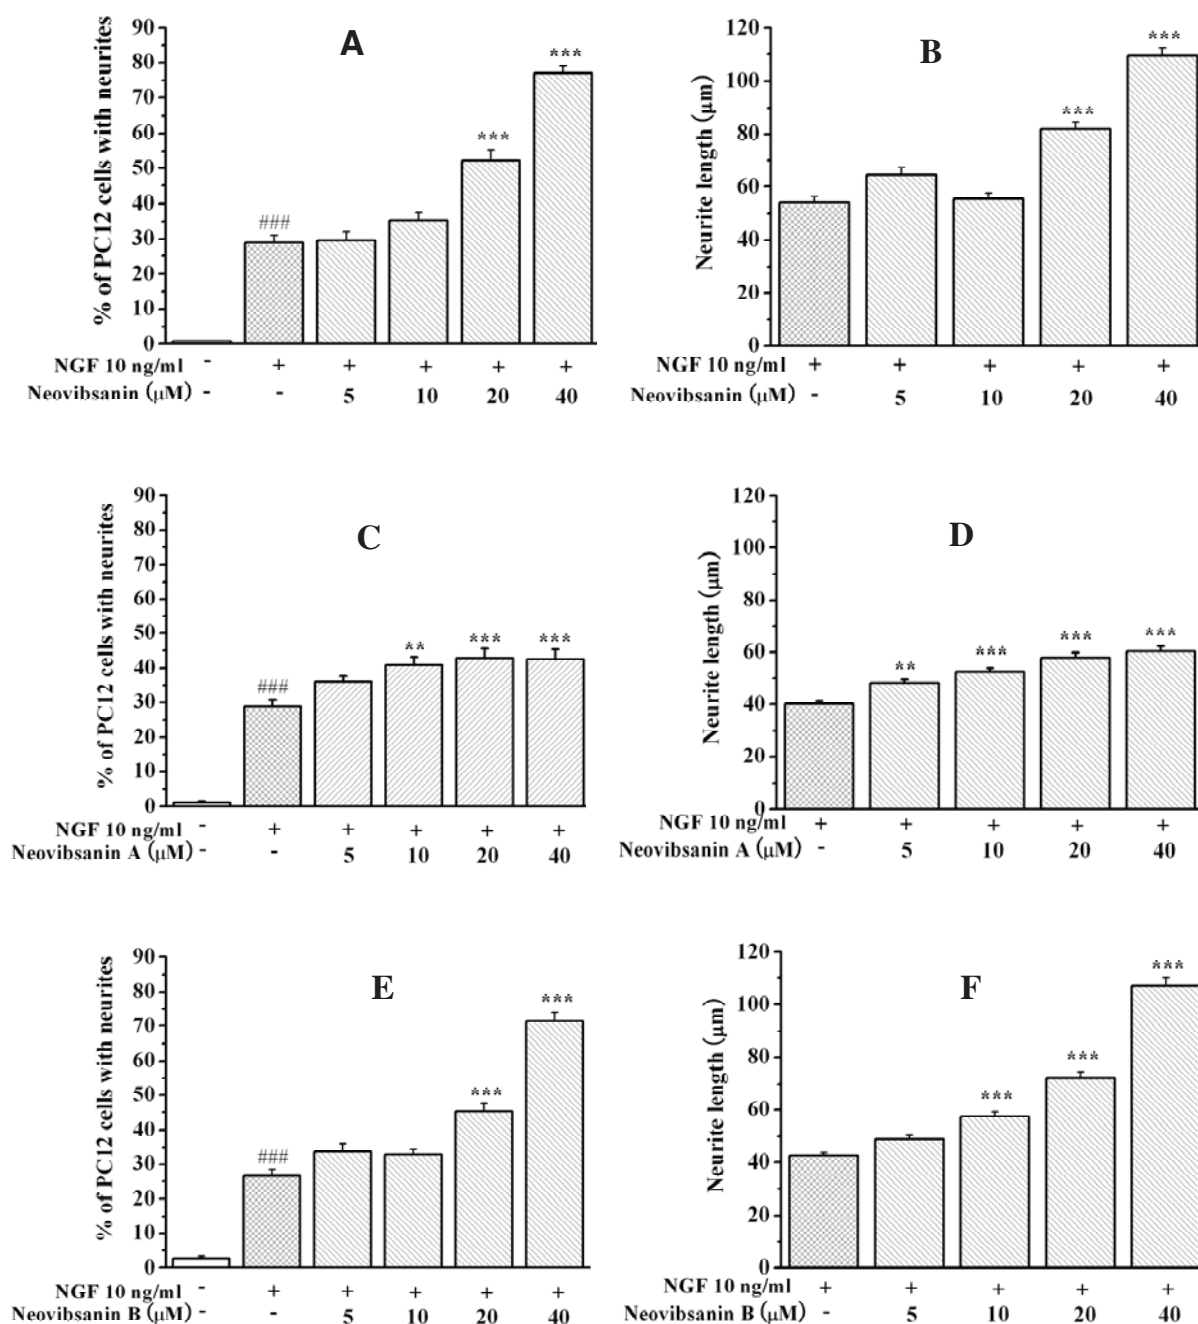 A
% of PC12 cells with neurites
90
80
70
60
50
40
30
20
10
0
###
***
***
NGF 10 ng/ml - + + + + +
Neovibsanin (μM) - - 5 10 20 40
B
Neurite length (μm)
120
100
80
60
40
20
0
***
***
NGF 10 ng/ml + + + + +
Neovibsanin (μM) - 5 10 20 40
C
% of PC12 cells with neurites
90
80
70
60
50
40
30
20
10
0
###
**
***
***
NGF 10 ng/ml - + + + + +
Neovibsanin A (μM) - - 5 10 20 40
D
Neurite length (μm)
120
100
80
60
40
20
0
**
***
***
***
NGF 10 ng/ml + + + + +
Neovibsanin A (μM) - 5 10 20 40
E
% of PC12 cells with neurites
90
80
70
60
50
40
30
20
10
0
###
***
***
NGF 10 ng/ml - + + + + +
Neovibsanin B (μM) - - 5 10 20 40
F
Neurite length (μm)
120
100
80
60
40
20
0
***
***
***
NGF 10 ng/ml + + + + +
Neovibsanin B (μM) - 5 10 20 40